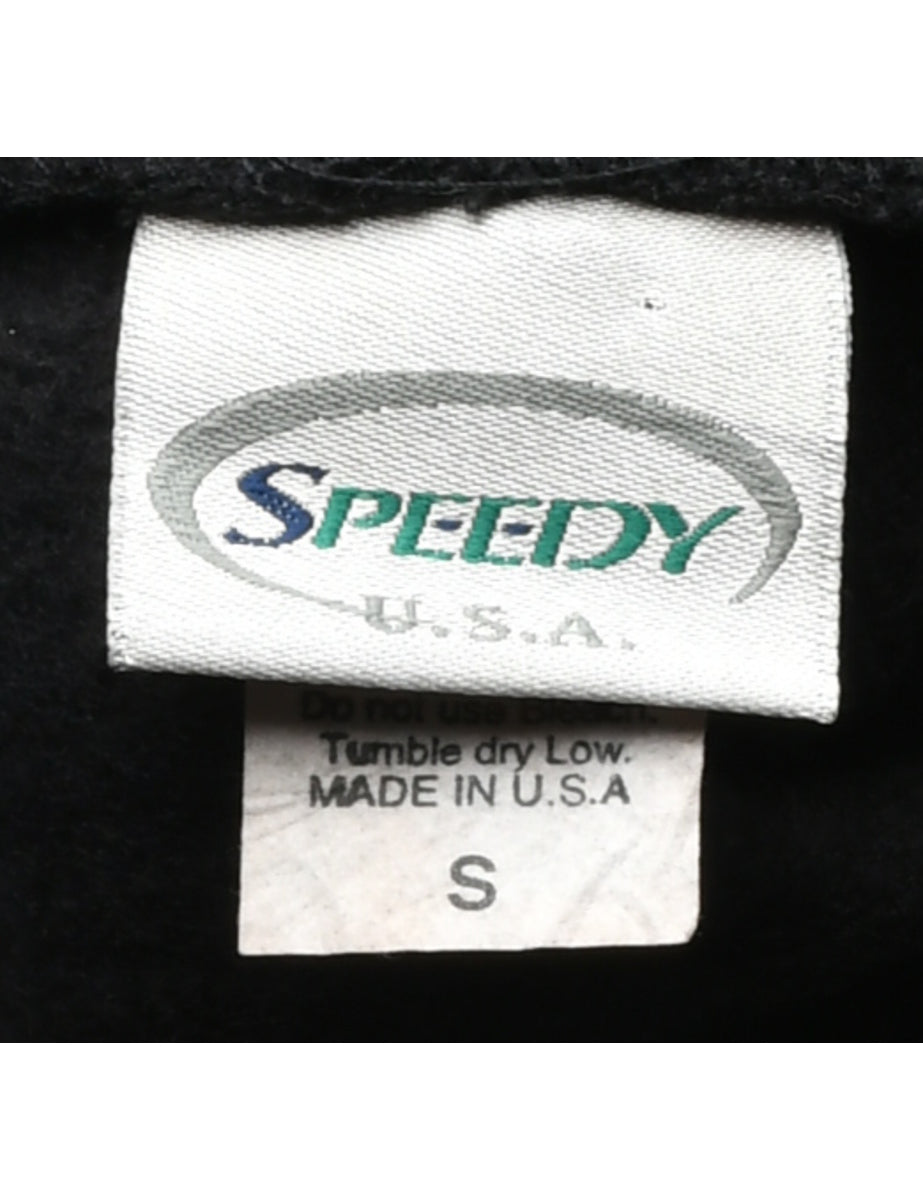 SPEEDY
U.S.A.
Do not use Bleach.
Tumble dry Low.
MADE IN U.S.A
S